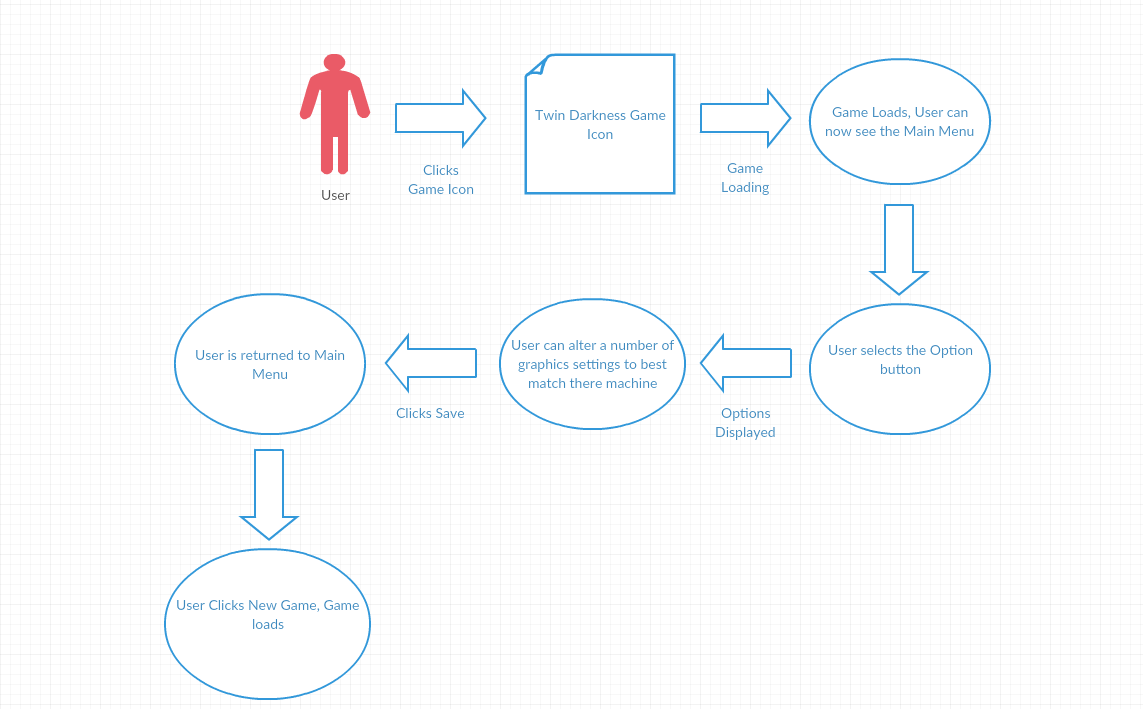 User
Clicks
Game Icon
Twin Darkness Game
Icon
Game
Loading
Game Loads, User can
now see the Main Menu
User selects the Option
button
Options
Displayed
User can alter a number of
graphics settings to best
match there machine
Clicks Save
User is returned to Main
Menu
User Clicks New Game, Game
loads